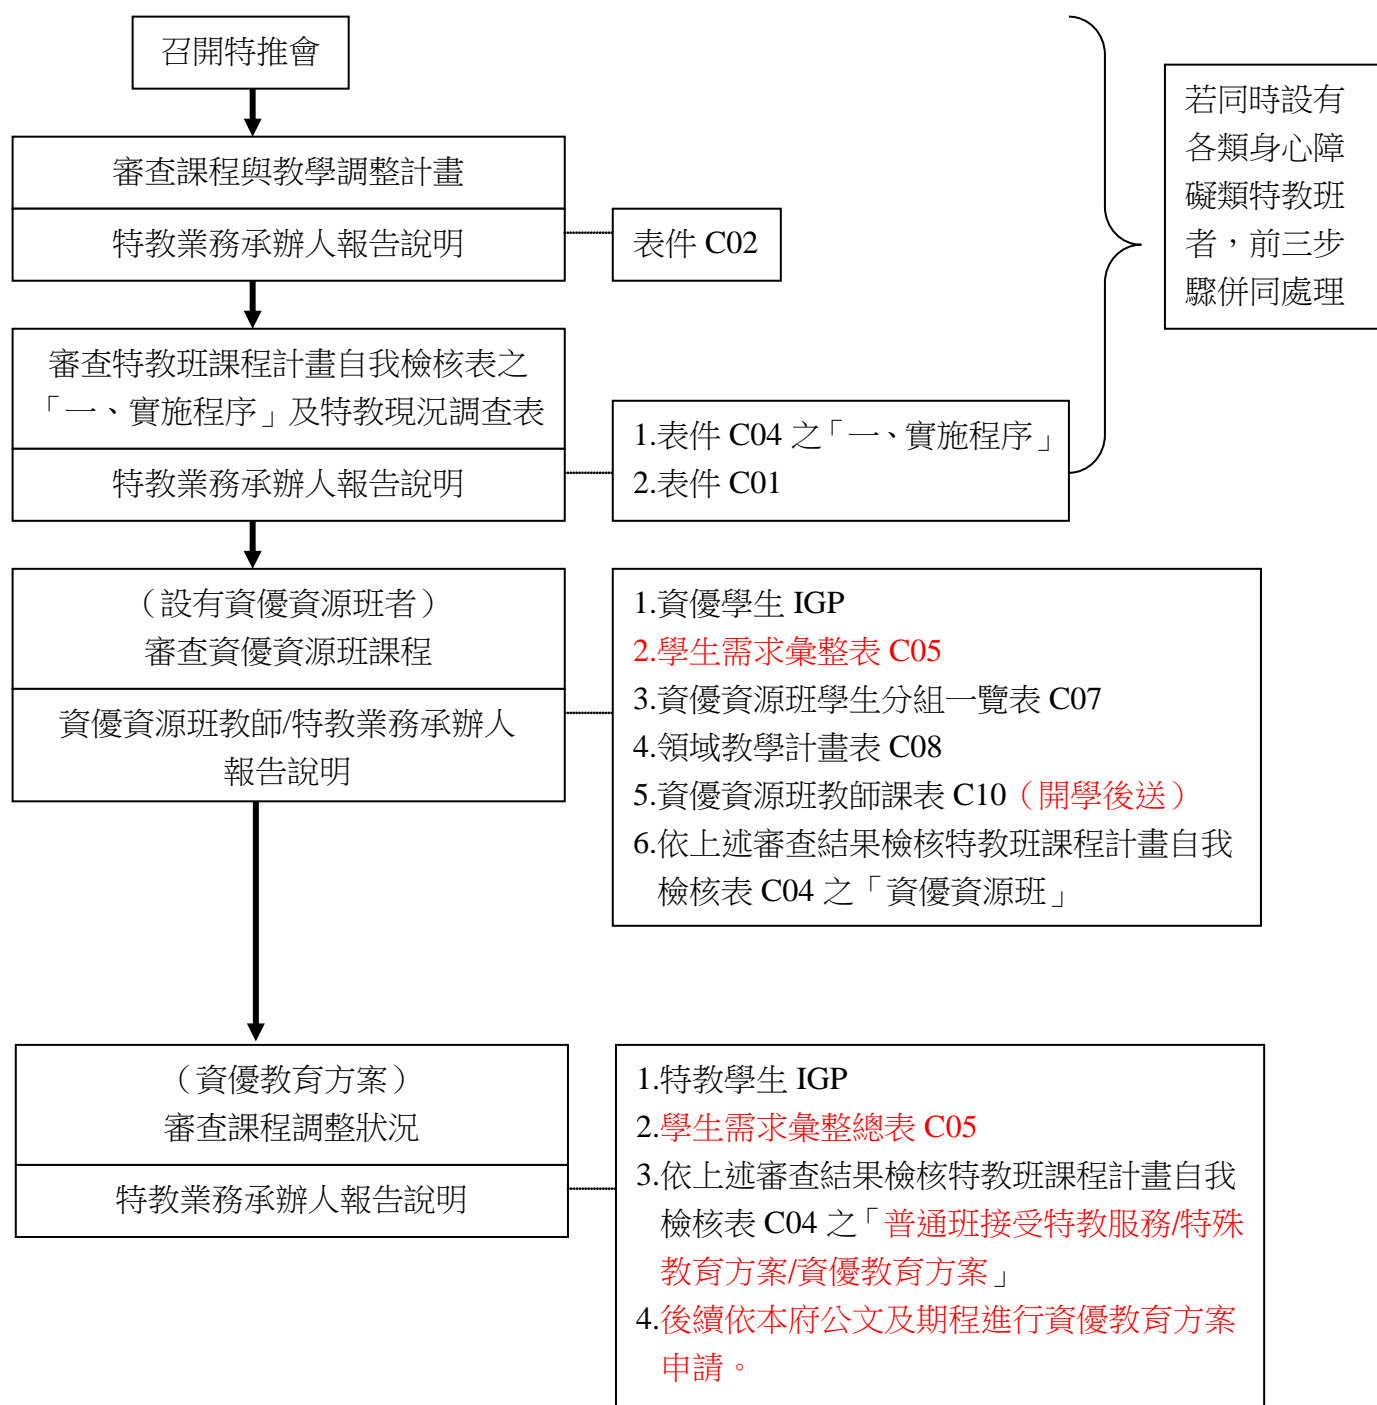 召開特推會
若同時設有
各類身心障
礙類特教班
者，前三步
驟併同處理
審查課程與教學調整計畫
特教業務承辦人報告說明
表件 C02
審查特教班課程計畫自我檢核表之
「一、實施程序」及特教現況調查表
特教業務承辦人報告說明
1.表件 C04 之「一、實施程序」
2.表件 C01
（設有資優資源班者）
審查資優資源班課程
資優資源班教師/特教業務承辦人
報告說明
1.資優學生 IGP
2.學生需求彙整表 C05
3.資優資源班學生分組一覽表 C07
4.領域教學計畫表 C08
5.資優資源班教師課表 C10（開學後送）
6.依上述審查結果檢核特教班課程計畫自我
檢核表 C04 之「資優資源班」
（資優教育方案）
審查課程調整狀況
特教業務承辦人報告說明
1.特教學生 IGP
2.學生需求彙整總表 C05
3.依上述審查結果檢核特教班課程計畫自我
檢核表 C04 之「普通班接受特教服務/特殊
教育方案/資優教育方案」
4.後續依本府公文及期程進行資優教育方案
申請。